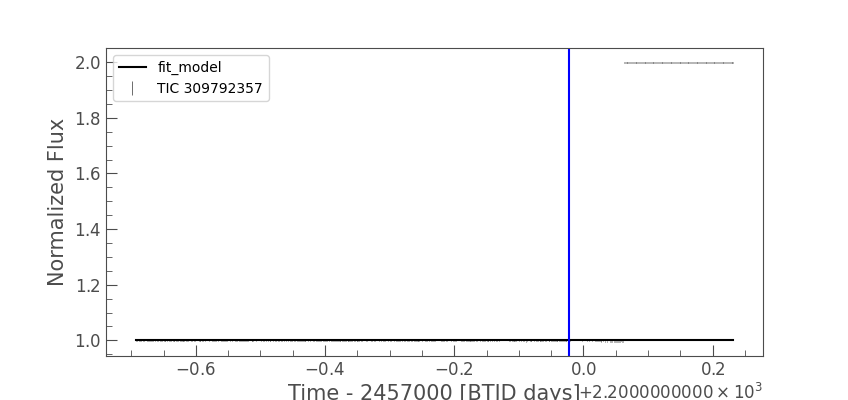 fit_model
TIC 309792357
Normalized Flux
2.0
1.8
1.6
1.4
1.2
1.0
−0.6
−0.4
−0.2
0.0
0.2
Time - 2457000 [BTJD days]
+2.2000000000 × 10³